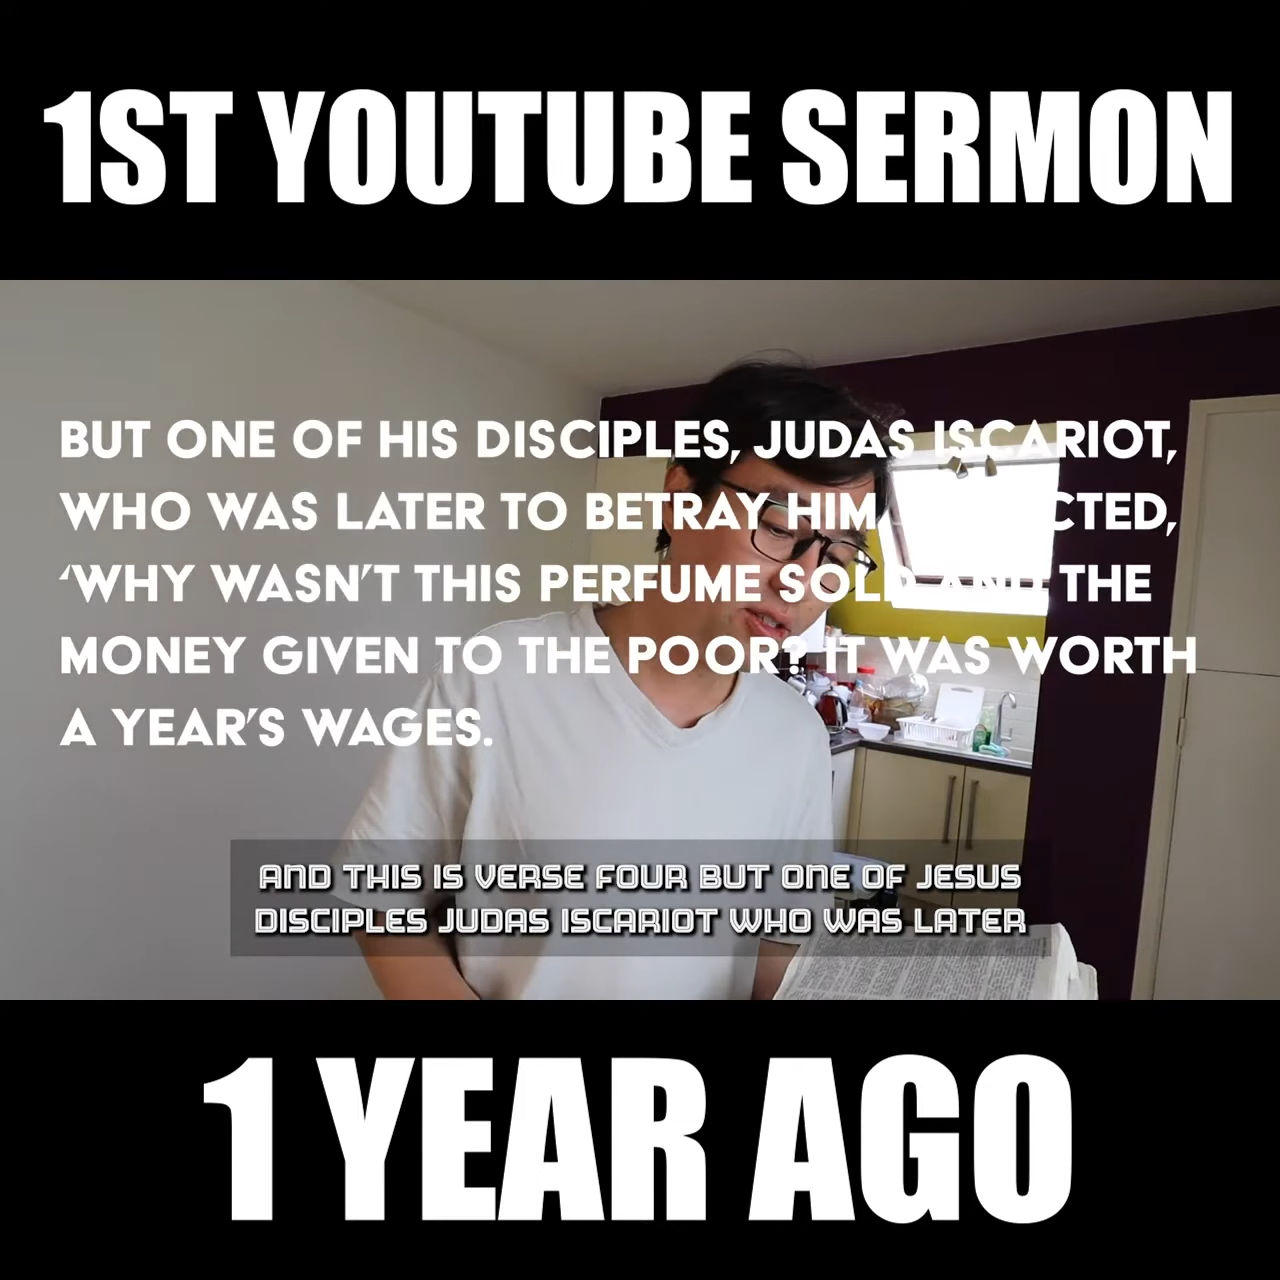 1ST YOUTUBE SERMON
BUT ONE OF HIS DISCIPLES, JUDAS ISCARIOT,
WHO WAS LATER TO BETRAY HIM
‘WHY WASN’T THIS PERFUME SOLD AND THE
MONEY GIVEN TO THE POOR? IT WAS WORTH
A YEAR’S WAGES.
AND THIS IS VERSE FOUR BUT ONE OF JESUS
DISCIPLES JUDAS ISCARIOT WHO WAS LATER
1 YEAR AGO